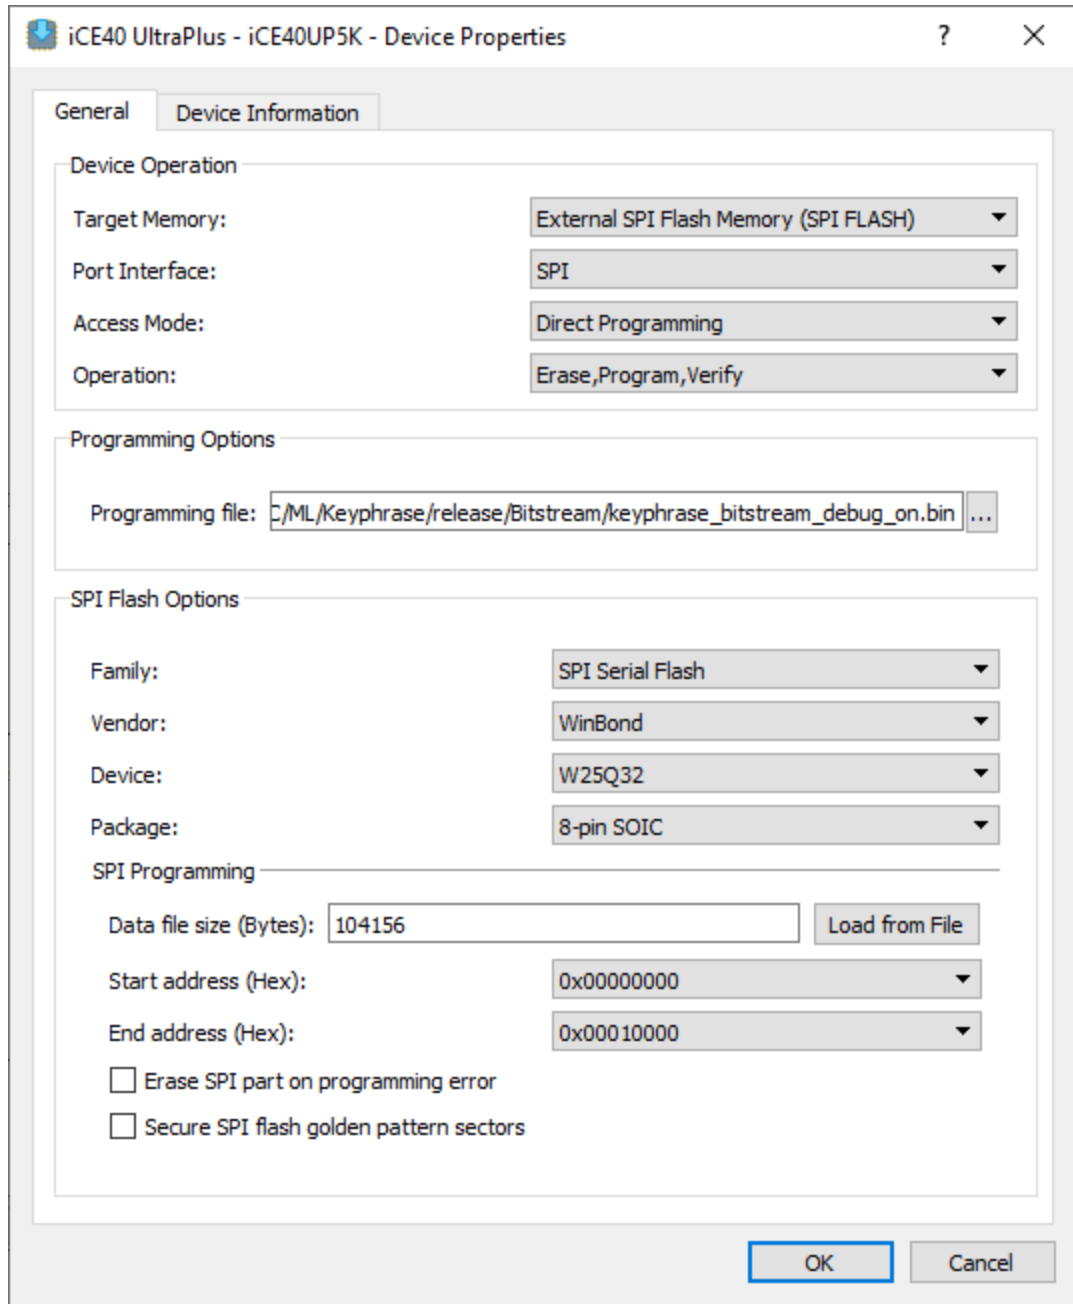 iCE40 UltraPlus - iCE40UP5K - Device Properties ?
General Device Information
Device Operation
Target Memory: External SPI Flash Memory (SPI FLASH)
Port Interface: SPI
Access Mode: Direct Programming
Operation: Erase,Program,Verify
Programming Options
Programming file: C/ML/Keyphrase/release/Bitstream/keyphrase_bitstream_debug_on.bin ...
SPI Flash Options
Family: SPI Serial Flash
Vendor: WinBond
Device: W25Q32
Package: 8-pin SOIC
SPI Programming
Data file size (Bytes): 104156 Load from File
Start address (Hex): 0x00000000
End address (Hex): 0x00010000
Erase SPI part on programming error
Secure SPI flash golden pattern sectors
OK Cancel